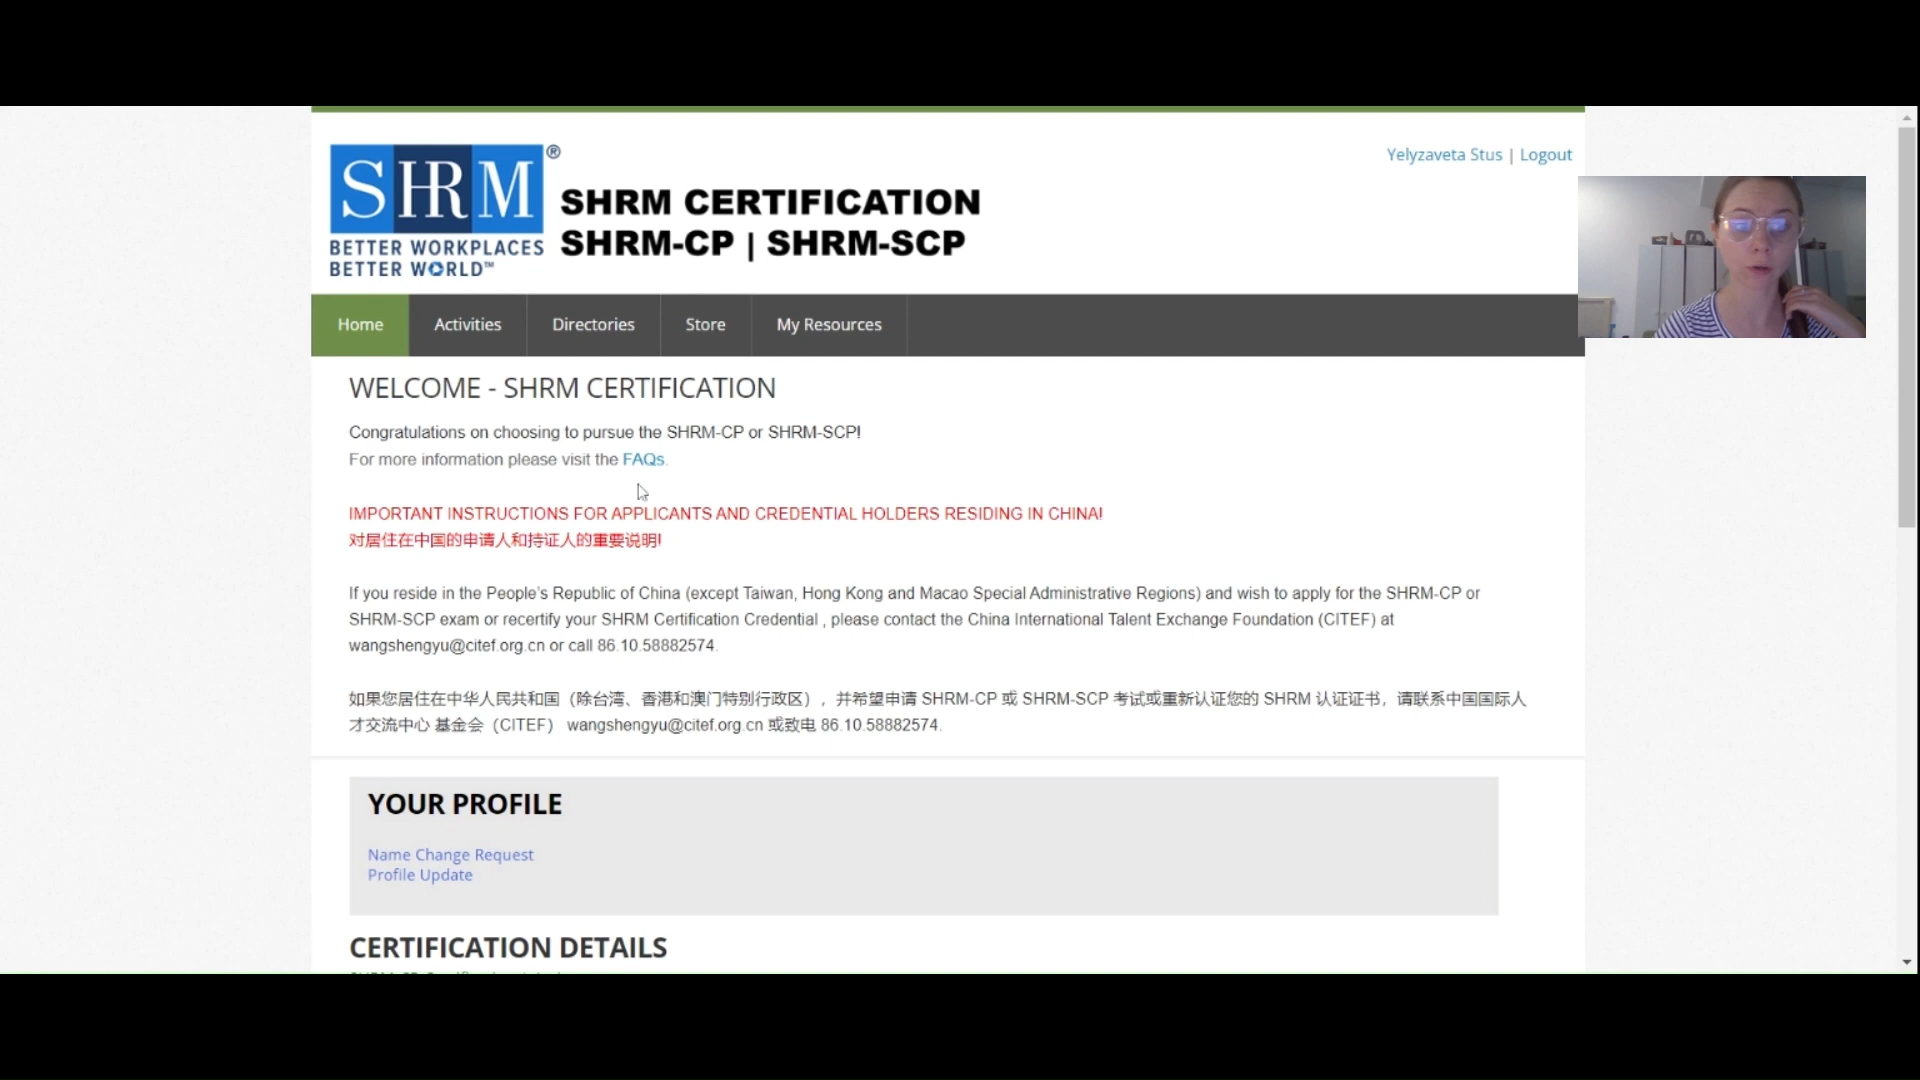 SHRM®
BETTER WORKPLACES
BETTER WORLD™
SHRM CERTIFICATION
SHRM-CP | SHRM-SCP
Yelyzaveta Stus | Logout
Home Activities Directories Store My Resources
WELCOME - SHRM CERTIFICATION
Congratulations on choosing to pursue the SHRM-CP or SHRM-SCP!
For more information please visit the FAQs.
IMPORTANT INSTRUCTIONS FOR APPLICANTS AND CREDENTIAL HOLDERS RESIDING IN CHINA!
对居住在中国的申请人和持证人的重要说明!
If you reside in the People's Republic of China (except Taiwan, Hong Kong and Macao Special Administrative Regions) and wish to apply for the SHRM-CP or
SHRM-SCP exam or recertify your SHRM Certification Credential , please contact the China International Talent Exchange Foundation (CITEF) at
wangshengyu@citef.org.cn or call 86.10.58882574.
如果您居住在中华人民共和国（除台湾、香港和澳门特别行政区），并希望申请 SHRM-CP 或 SHRM-SCP 考试或重新认证您的 SHRM 认证证书，请联系中国国际人
才交流中心 基金会（CITEF） wangshengyu@citef.org.cn 或致电 86.10.58882574.
YOUR PROFILE
Name Change Request
Profile Update
CERTIFICATION DETAILS